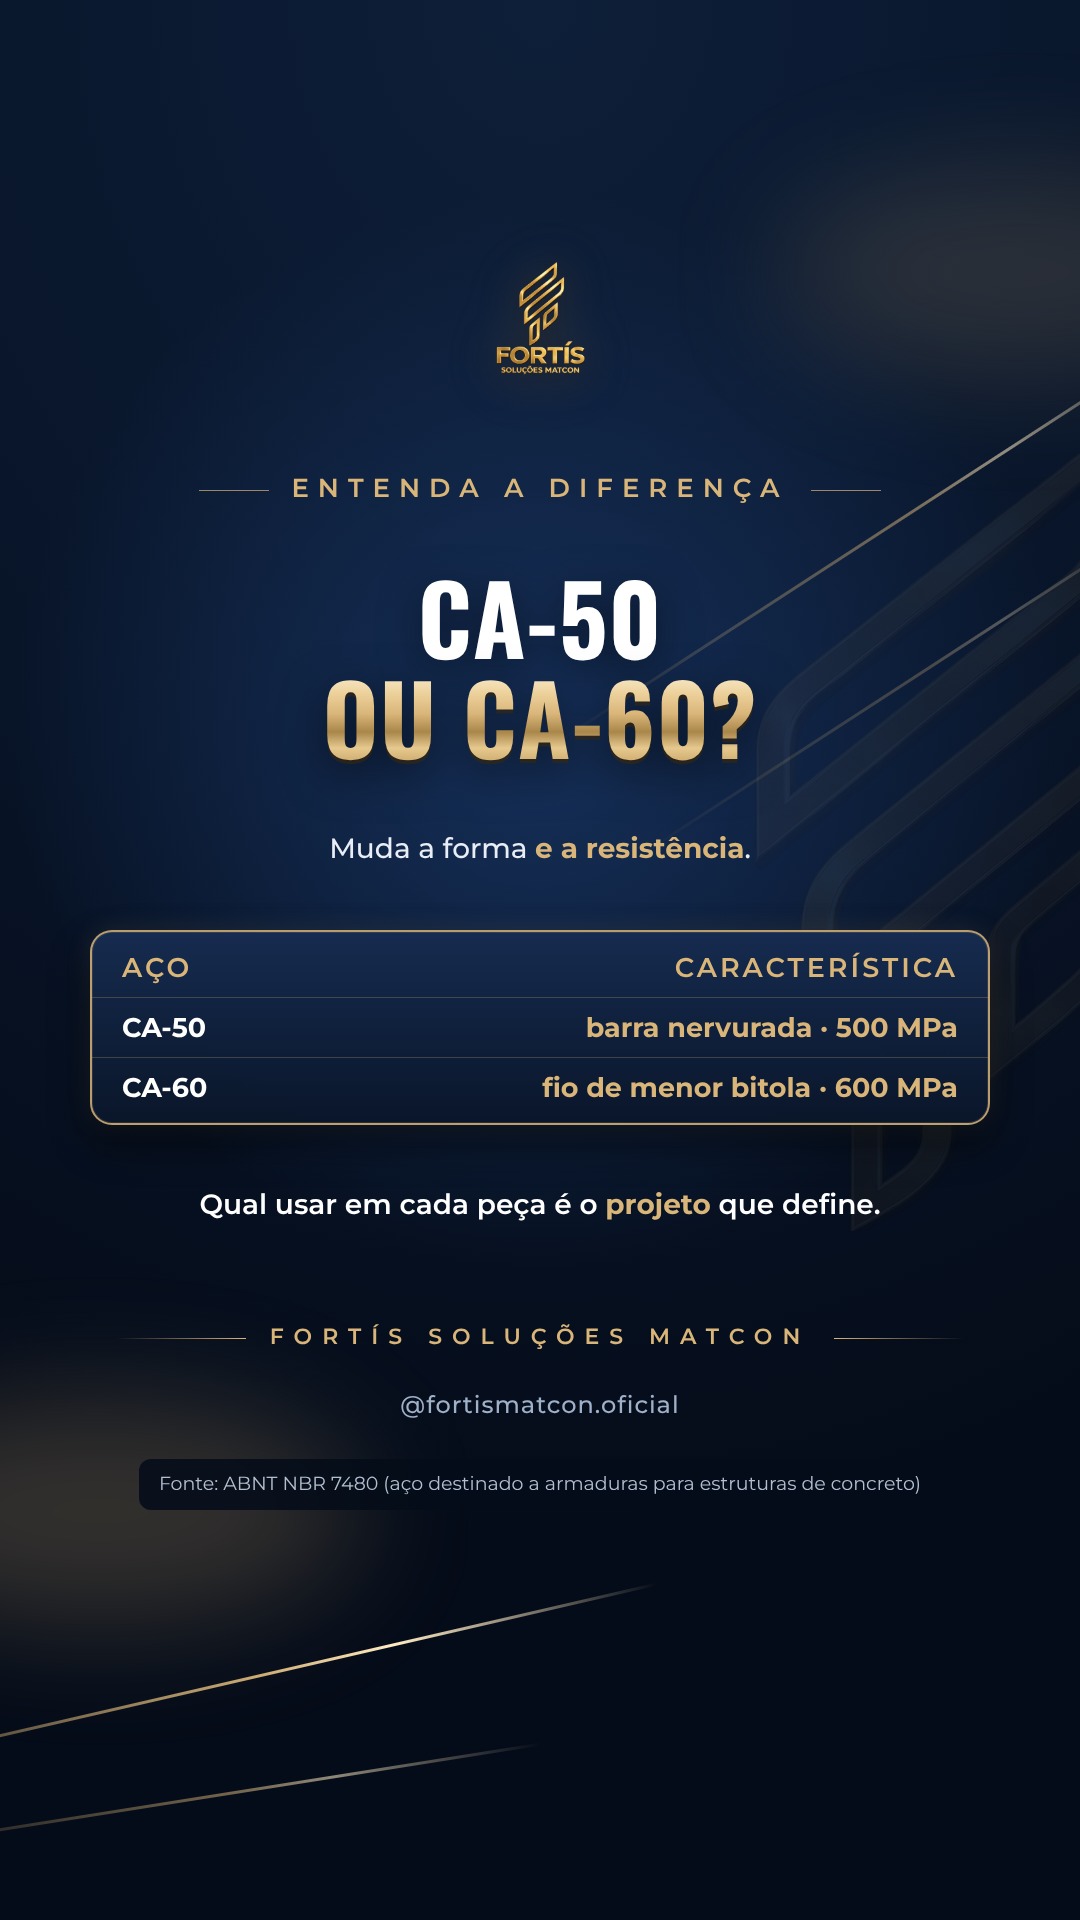 FORTÍS
SOLUÇÕES MATCON
ENTENDA A DIFERENÇA
CA-50
OU CA-60?
Muda a forma e a resistência.
AÇO CARACTERÍSTICA
CA-50 barra nervurada · 500 MPa
CA-60 fio de menor bitola · 600 MPa
Qual usar em cada peça é o projeto que define.
FORTÍS SOLUÇÕES MATCON
@fortismatcon.oficial
Fonte: ABNT NBR 7480 (aço destinado a armaduras para estruturas de concreto)